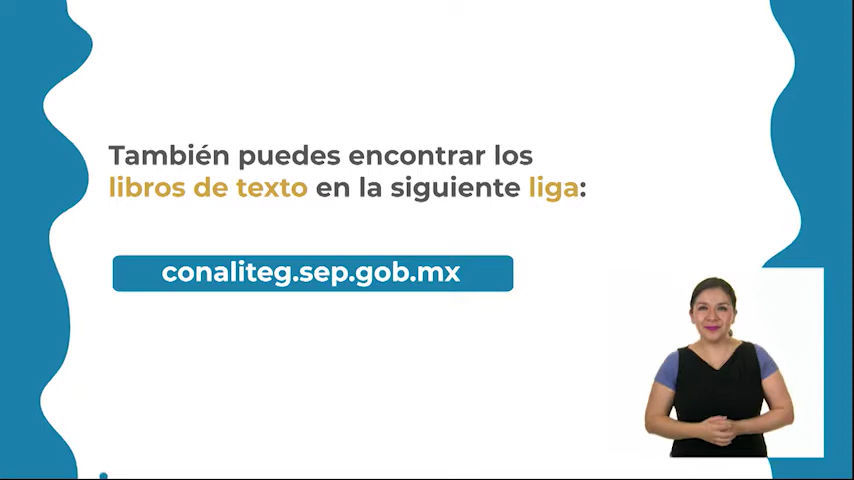 También puedes encontrar los
libros de texto en la siguiente liga:
conaliteg.sep.gob.mx